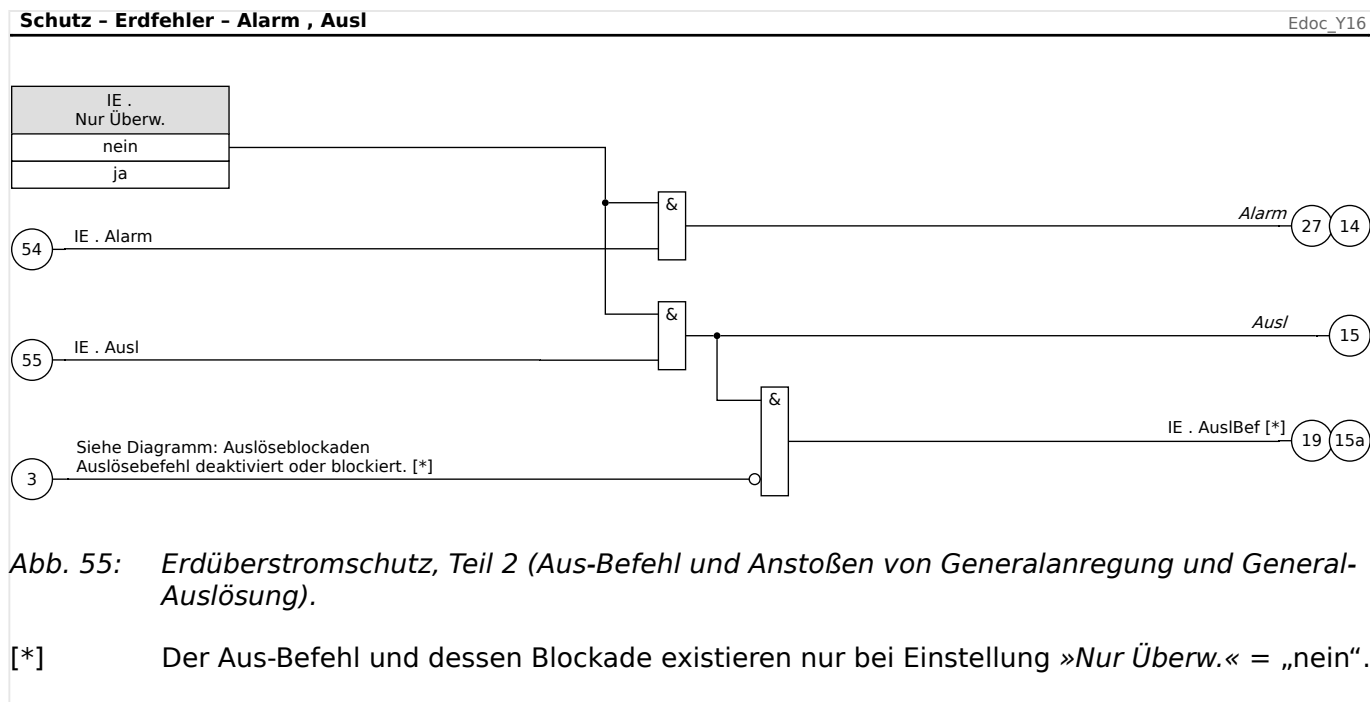 Schutz – Erdfehler – Alarm , Ausl
Edoc_Y16
IE .
Nur Überw.
nein
ja
&
Alarm
27
14
54
IE . Alarm
&
Ausl
15
55
IE . Ausl
&
IE . AuslBef [*]
19
15a
Siehe Diagramm: Auslöseblockaden
Auslösebefehl deaktiviert oder blockiert. [*]
3
Abb. 55: Erdüberstromschutz, Teil 2 (Aus-Befehl und Anstoßen von Generalanregung und General-
Auslösung).
[*] Der Aus-Befehl und dessen Blockade existieren nur bei Einstellung »Nur Überw.« = „nein“.